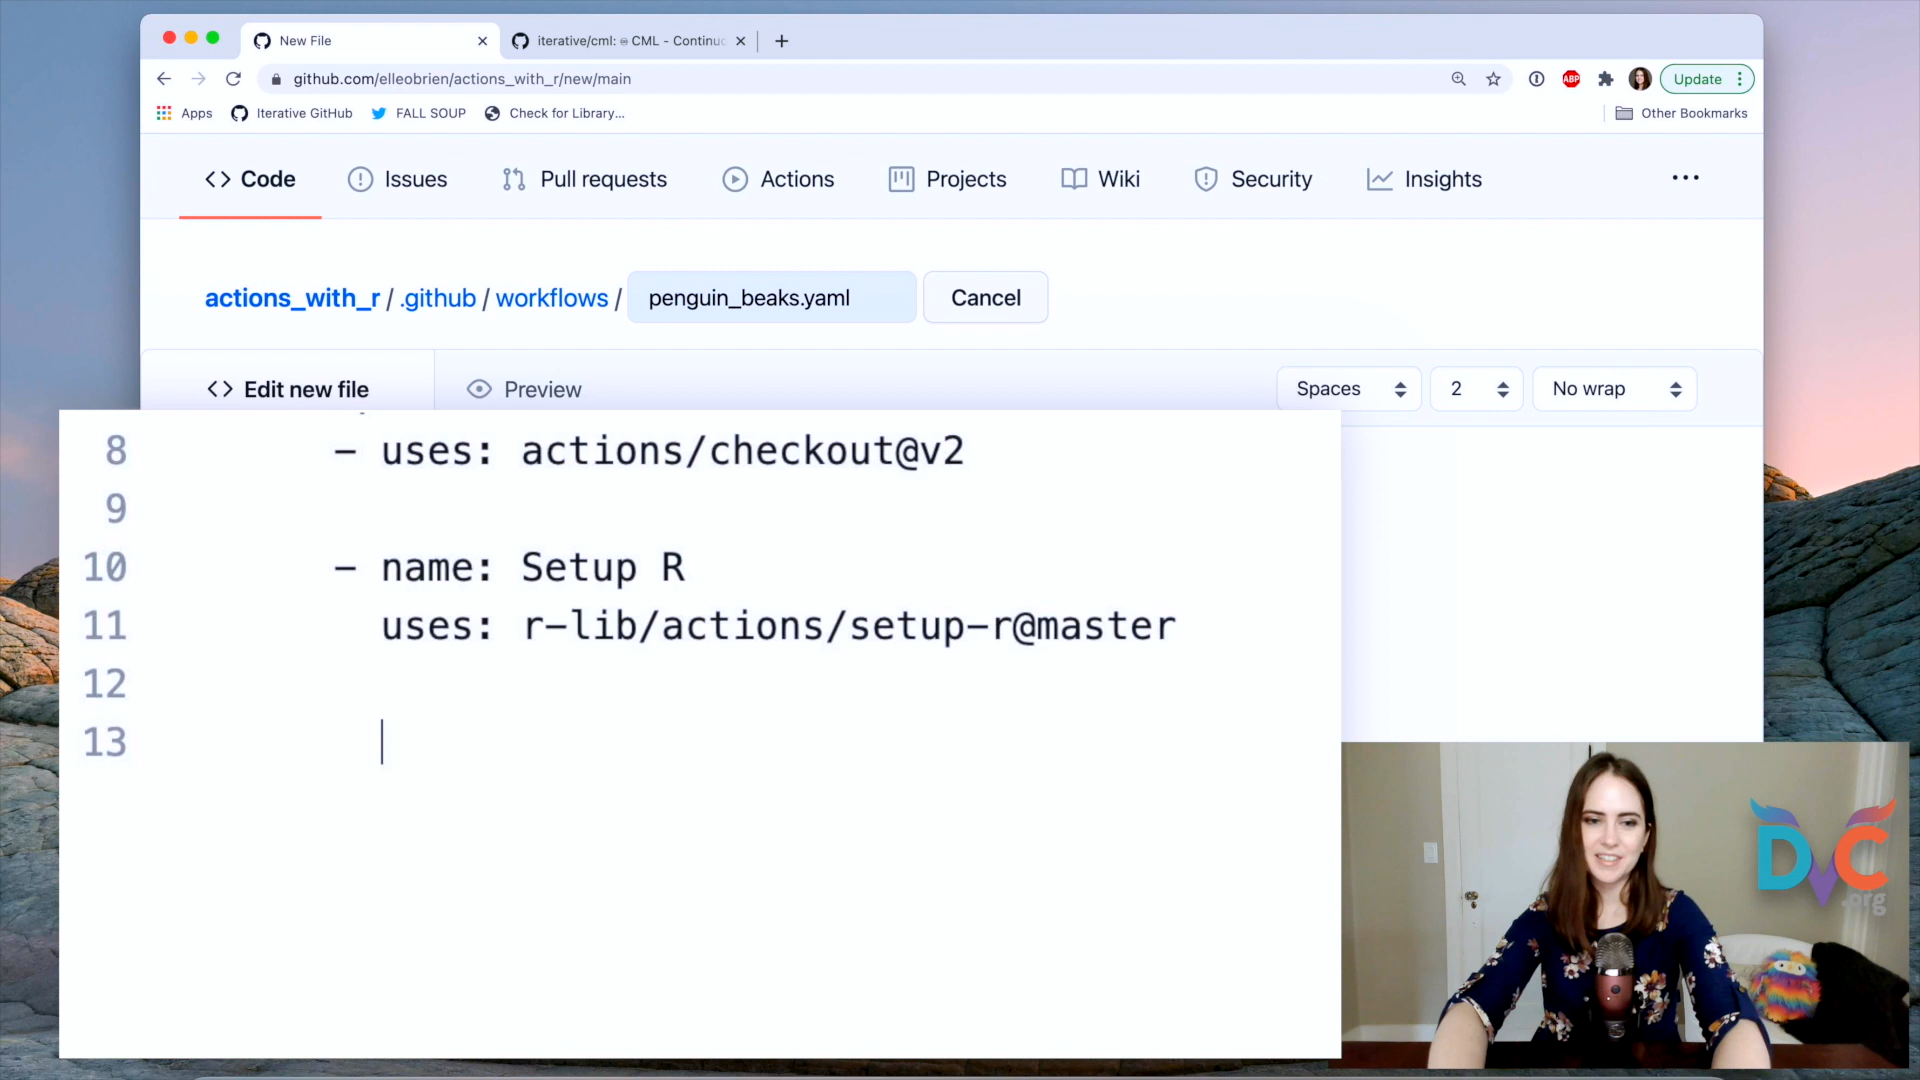 New File
iterative/cml: ♾ CML - Continuo
github.com/elleobrien/actions_with_r/new/main
ABP
Update
Apps
Iterative GitHub
FALL SOUP
Check for Library...
Other Bookmarks
Code
Issues
Pull requests
Actions
Projects
Wiki
Security
Insights
actions_with_r / .github / workflows / penguin_beaks.yaml
Cancel
Edit new file
Preview
Spaces
2
No wrap
8 - uses: actions/checkout@v2
9
10 - name: Setup R
11 uses: r-lib/actions/setup-r@master
12
13
DVC
.org